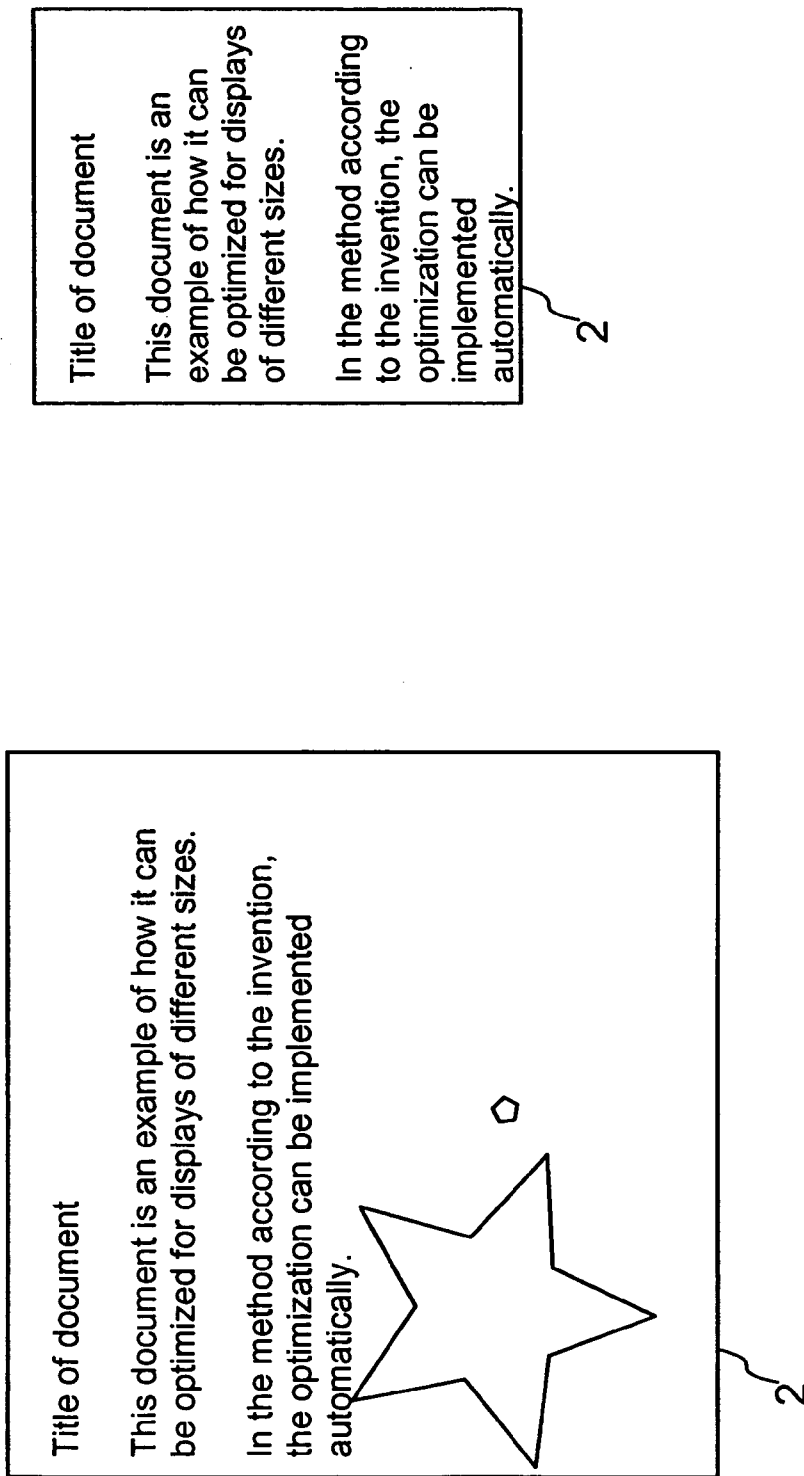 Title of document
This document is an example of how it can
be optimized for displays of different sizes.
In the method according to the invention,
the optimization can be implemented
automatically.
2
Title of document
This document is an
example of how it can
be optimized for displays
of different sizes.
In the method according
to the invention, the
optimization can be
implemented
automatically.
2